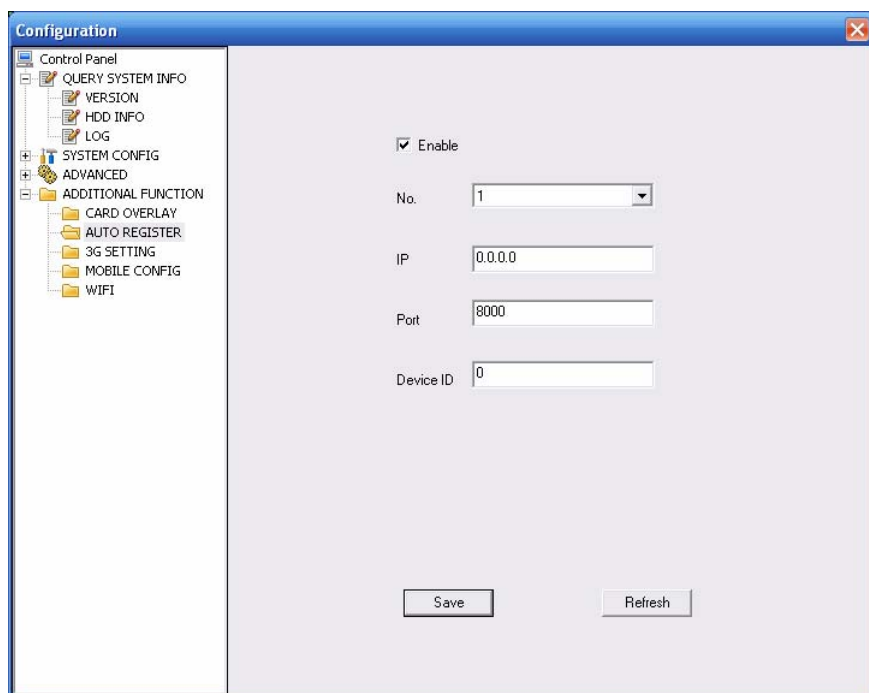 Configuration
Control Panel
QUERY SYSTEM INFO
VERSION
HDD INFO
LOG
SYSTEM CONFIG
ADVANCED
ADDITIONAL FUNCTION
CARD OVERLAY
AUTO REGISTER
3G SETTING
MOBILE CONFIG
WIFI
Enable
No. 1
IP 0.0.0.0
Port 8000
Device ID 0
Save Refresh